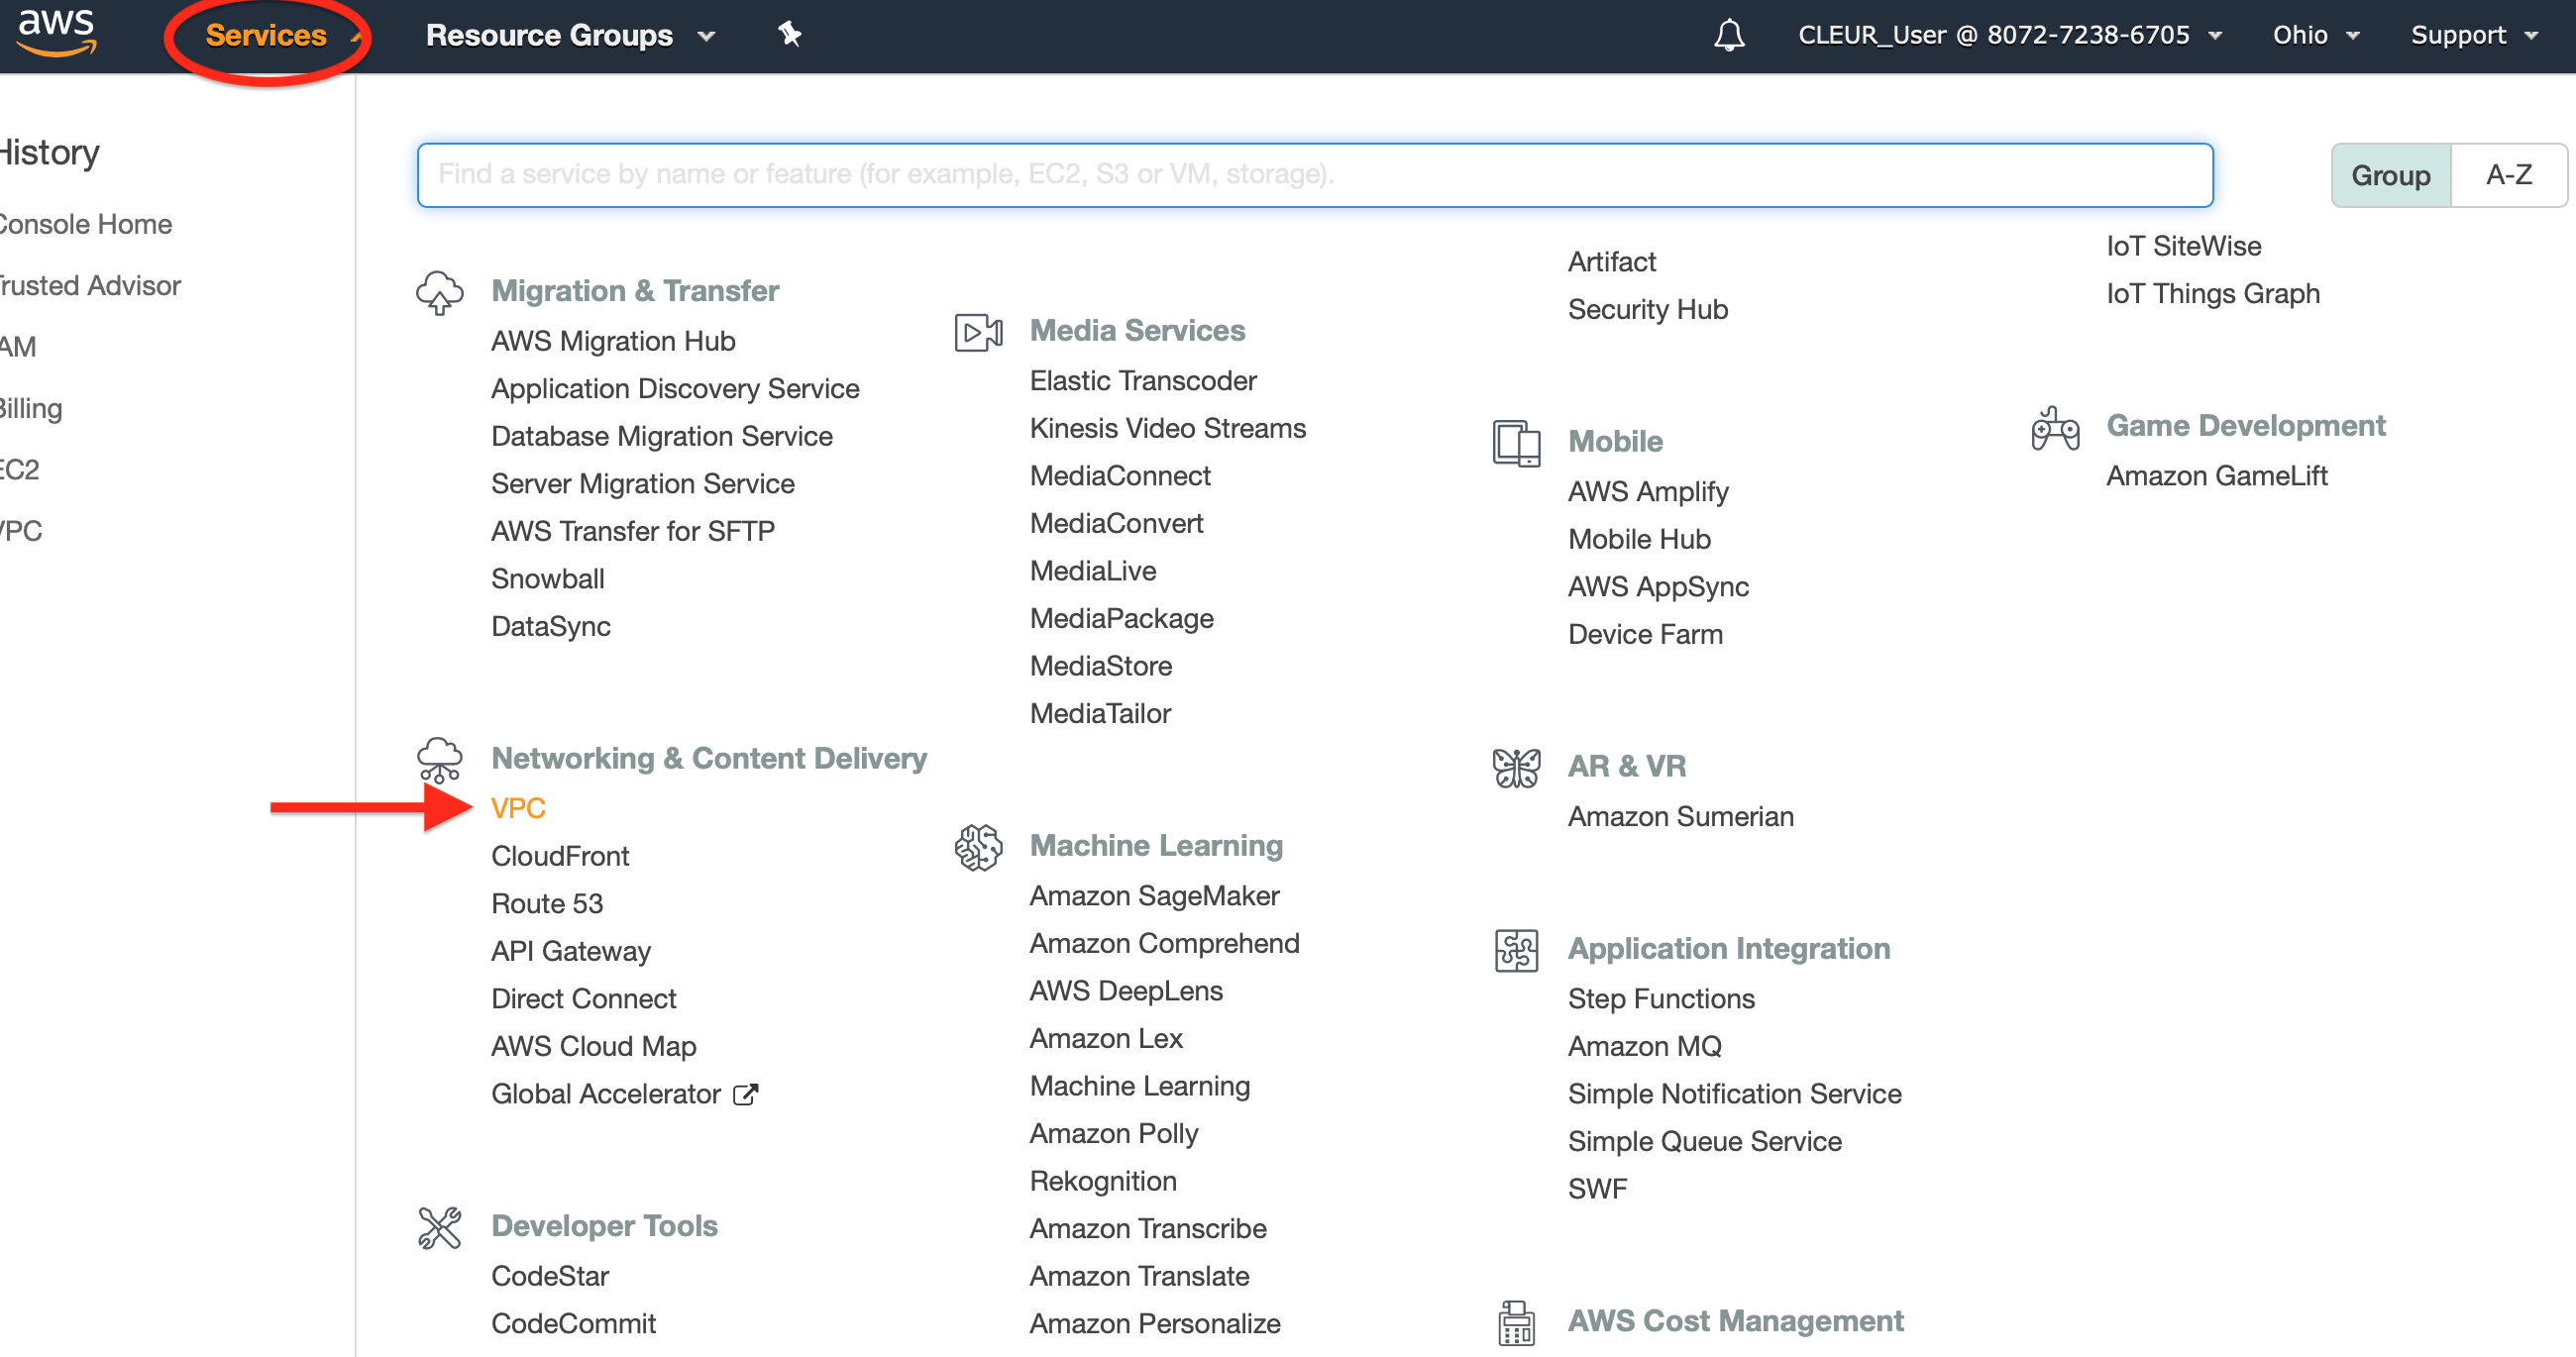 aws
Services
Resource Groups
CLEUR_User @ 8072-7238-6705
Ohio
Support
History
Console Home
Trusted Advisor
IAM
Billing
EC2
VPC
Find a service by name or feature (for example, EC2, S3 or VM, storage).
Group
A-Z
Migration & Transfer
AWS Migration Hub
Application Discovery Service
Database Migration Service
Server Migration Service
AWS Transfer for SFTP
Snowball
DataSync
Networking & Content Delivery
VPC
CloudFront
Route 53
API Gateway
Direct Connect
AWS Cloud Map
Global Accelerator
Developer Tools
CodeStar
CodeCommit
Media Services
Elastic Transcoder
Kinesis Video Streams
MediaConnect
MediaConvert
MediaLive
MediaPackage
MediaStore
MediaTailor
Machine Learning
Amazon SageMaker
Amazon Comprehend
AWS DeepLens
Amazon Lex
Machine Learning
Amazon Polly
Rekognition
Amazon Transcribe
Amazon Translate
Amazon Personalize
Artifact
Security Hub
Mobile
AWS Amplify
Mobile Hub
AWS AppSync
Device Farm
AR & VR
Amazon Sumerian
Application Integration
Step Functions
Amazon MQ
Simple Notification Service
Simple Queue Service
SWF
AWS Cost Management
IoT SiteWise
IoT Things Graph
Game Development
Amazon GameLift